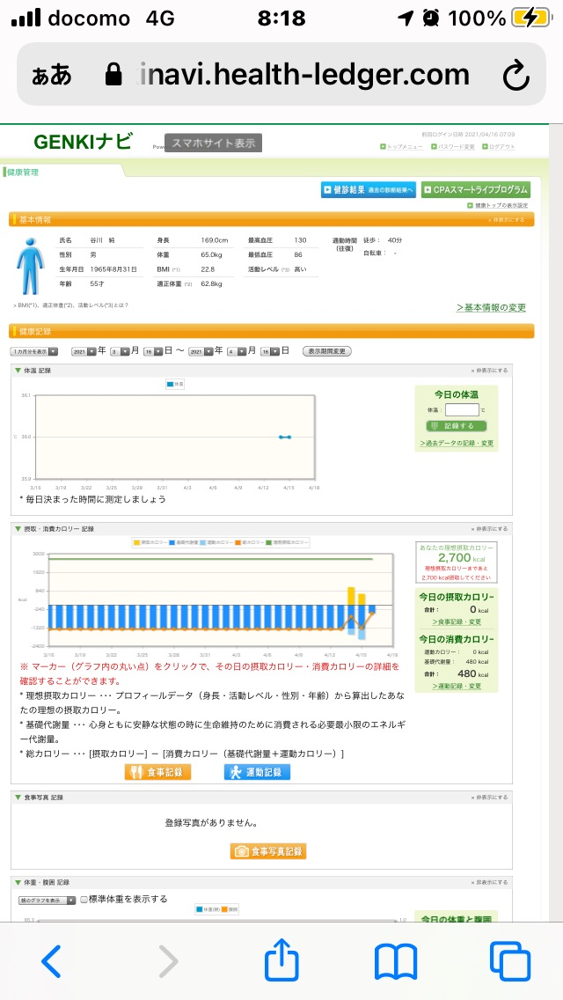 docomo 4G 8:18 100%
ぁあ inavi.health-ledger.com
GENKIナビ Pow スマホサイト表示
前回ログイン日時 2021/04/16 07:09
トップメニュー パスワード変更 ログアウト
健康管理
健診結果 過去の診断結果へ CPAスマートライフプログラム
健康トップの表示設定
基本情報 × 非表示にする
氏名 谷川 純 身長 169.0cm 最高血圧 130 通勤時間(往復) 徒歩： 40分
性別 男 体重 65.0kg 最低血圧 86 自転車： -
生年月日 1965年8月31日 BMI (*1) 22.8 活動レベル (*3) 高い
年齢 55才 適正体重 (*2) 62.8kg
> BMI(*1)、適正体重(*2)、活動レベル(*3)とは？
＞基本情報の変更
健康記録
1カ月分を表示 2021 年 3 月 16 日 ～ 2021 年 4 月 16 日 表示期間変更
体温 記録 × 非表示にする
体温
36.1
℃ 36.0
35.9
3/16 3/19 3/22 3/25 3/28 3/31 4/3 4/6 4/9 4/12 4/15 4/18
* 毎日決まった時間に測定しましょう
今日の体温
体温： ℃
記録する
＞過去データの記録・変更
摂取・消費カロリー 記録 × 非表示にする
摂取カロリー 基礎代謝量 運動カロリー 総カロリー 理想摂取カロリー
3000
1920
840
kcal
-240
-1320
-2400
3/16 3/19 3/22 3/25 3/28 3/31 4/3 4/6 4/9 4/12 4/15 4/18
※ マーカー（グラフ内の丸い点）をクリックで、その日の摂取カロリー・消費カロリーの詳細を
確認することができます。
* 理想摂取カロリー ･･･ プロフィールデータ（身長・活動レベル・性別・年齢）から算出したあな
たの理想の摂取カロリー。
* 基礎代謝量 ･･･ 心身ともに安静な状態の時に生命維持のために消費される必要最小限のエネルギ
ー代謝量。
* 総カロリー ･･･ [摂取カロリー] － [消費カロリー（基礎代謝量＋運動カロリー）]
食事記録 運動記録
あなたの理想摂取カロリー
2,700 kcal
理想摂取カロリーまであと
2,700 kcal摂取してください
今日の摂取カロリー
合計： 0 kcal
＞食事記録・変更
今日の消費カロリー
運動カロリー： 0 kcal
基礎代謝量： 480 kcal
合計： 480 kcal
＞運動記録・変更
食事写真 記録 × 非表示にする
登録写真がありません。
食事写真記録
体重・腹囲 記録 × 非表示にする
朝のグラフを表示 標準体重を表示する
体重(朝) 腹囲
65.3 1.0
今日の体重と腹囲